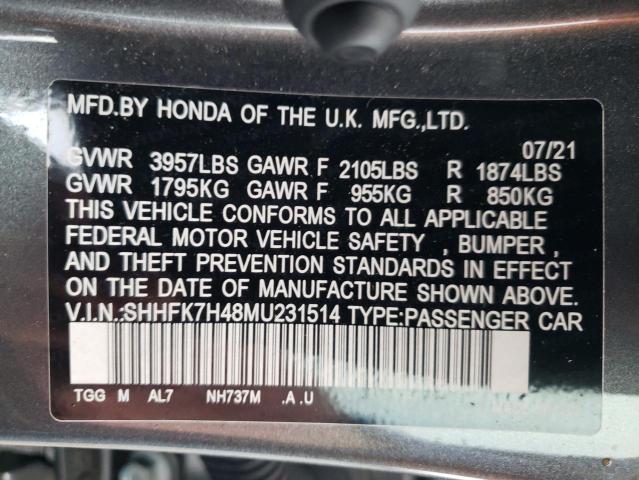 MFD.BY HONDA OF THE U.K. MFG.,LTD.
07/21
GVWR 3957LBS GAWR F 2105LBS R 1874LBS
GVWR 1795KG GAWR F 955KG R 850KG
THIS VEHICLE CONFORMS TO ALL APPLICABLE
FEDERAL MOTOR VEHICLE SAFETY , BUMPER ,
AND THEFT PREVENTION STANDARDS IN EFFECT
ON THE DATE OF MANUFACTURE SHOWN ABOVE.
V.I.N.:SHHFK7H48MU231514 TYPE:PASSENGER CAR
TGG M AL7 NH737M .A .U